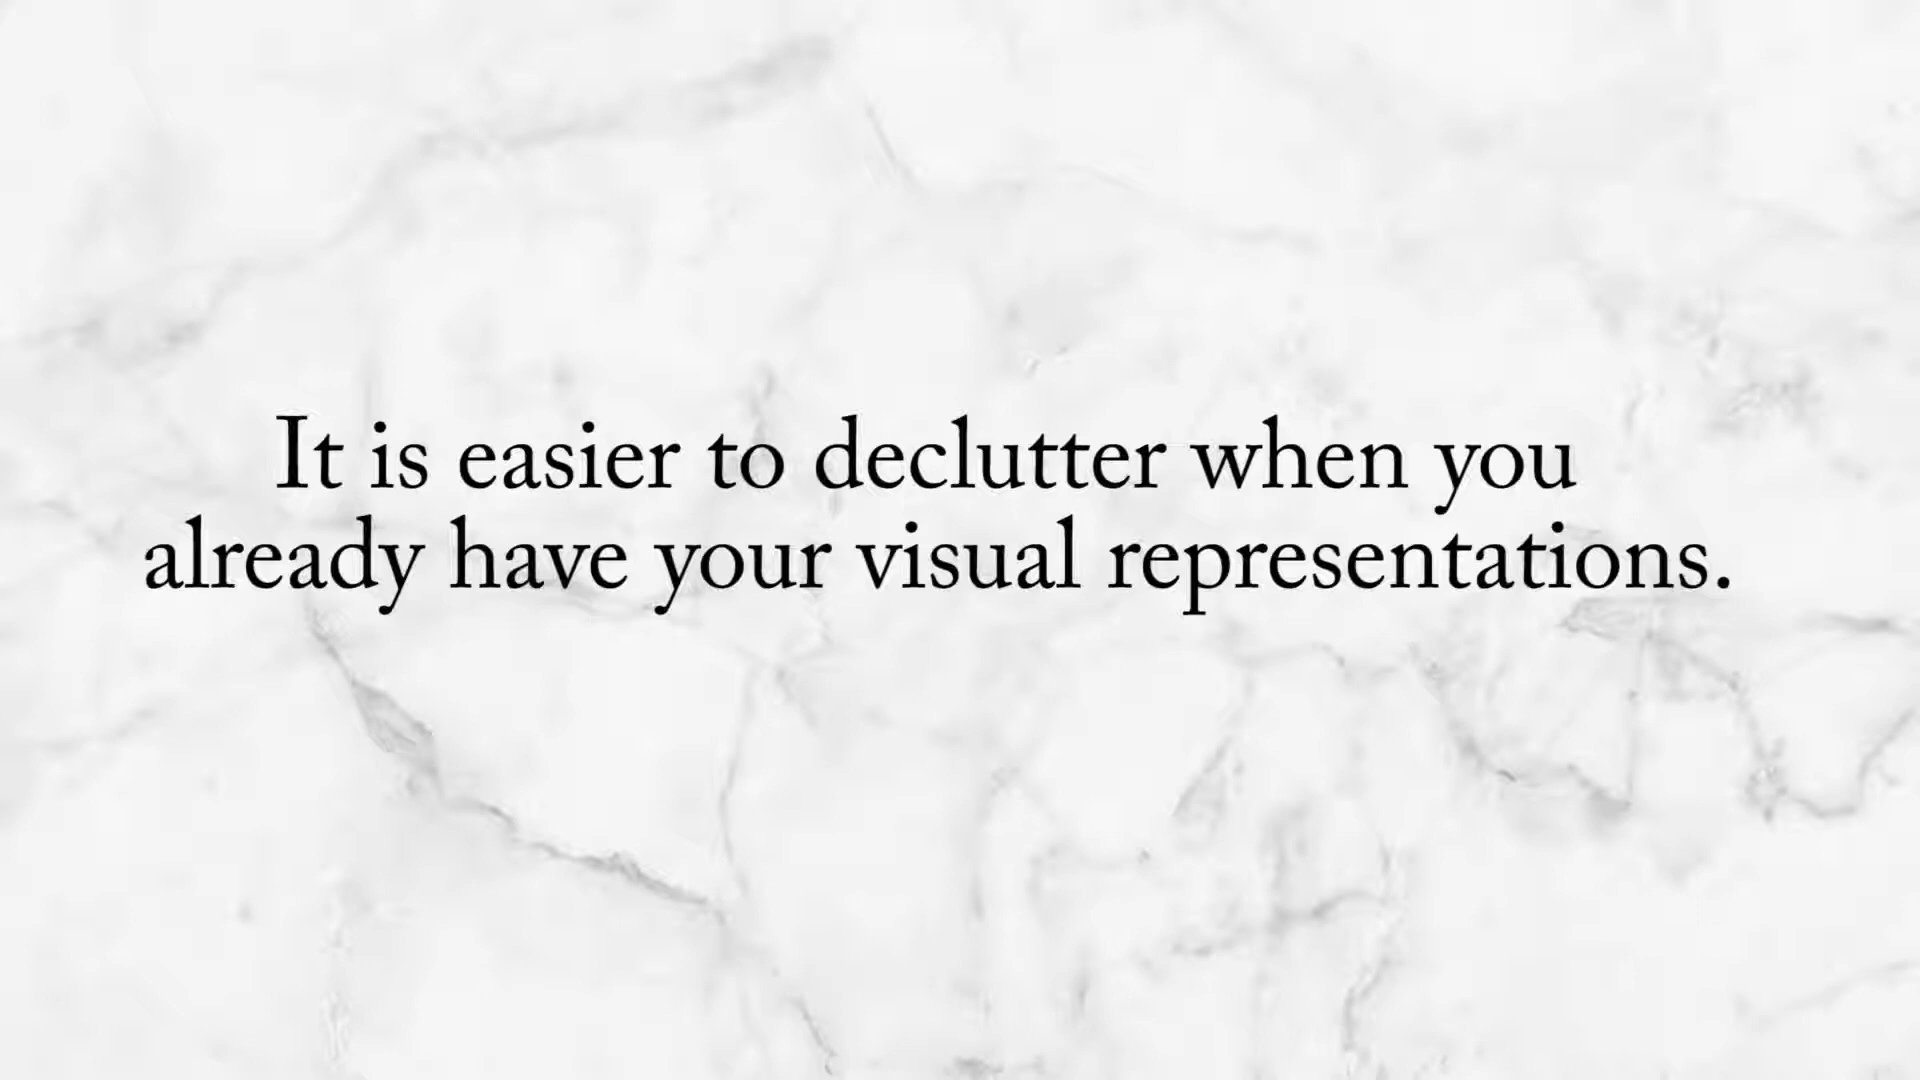 It is easier to declutter when you
already have your visual representations.